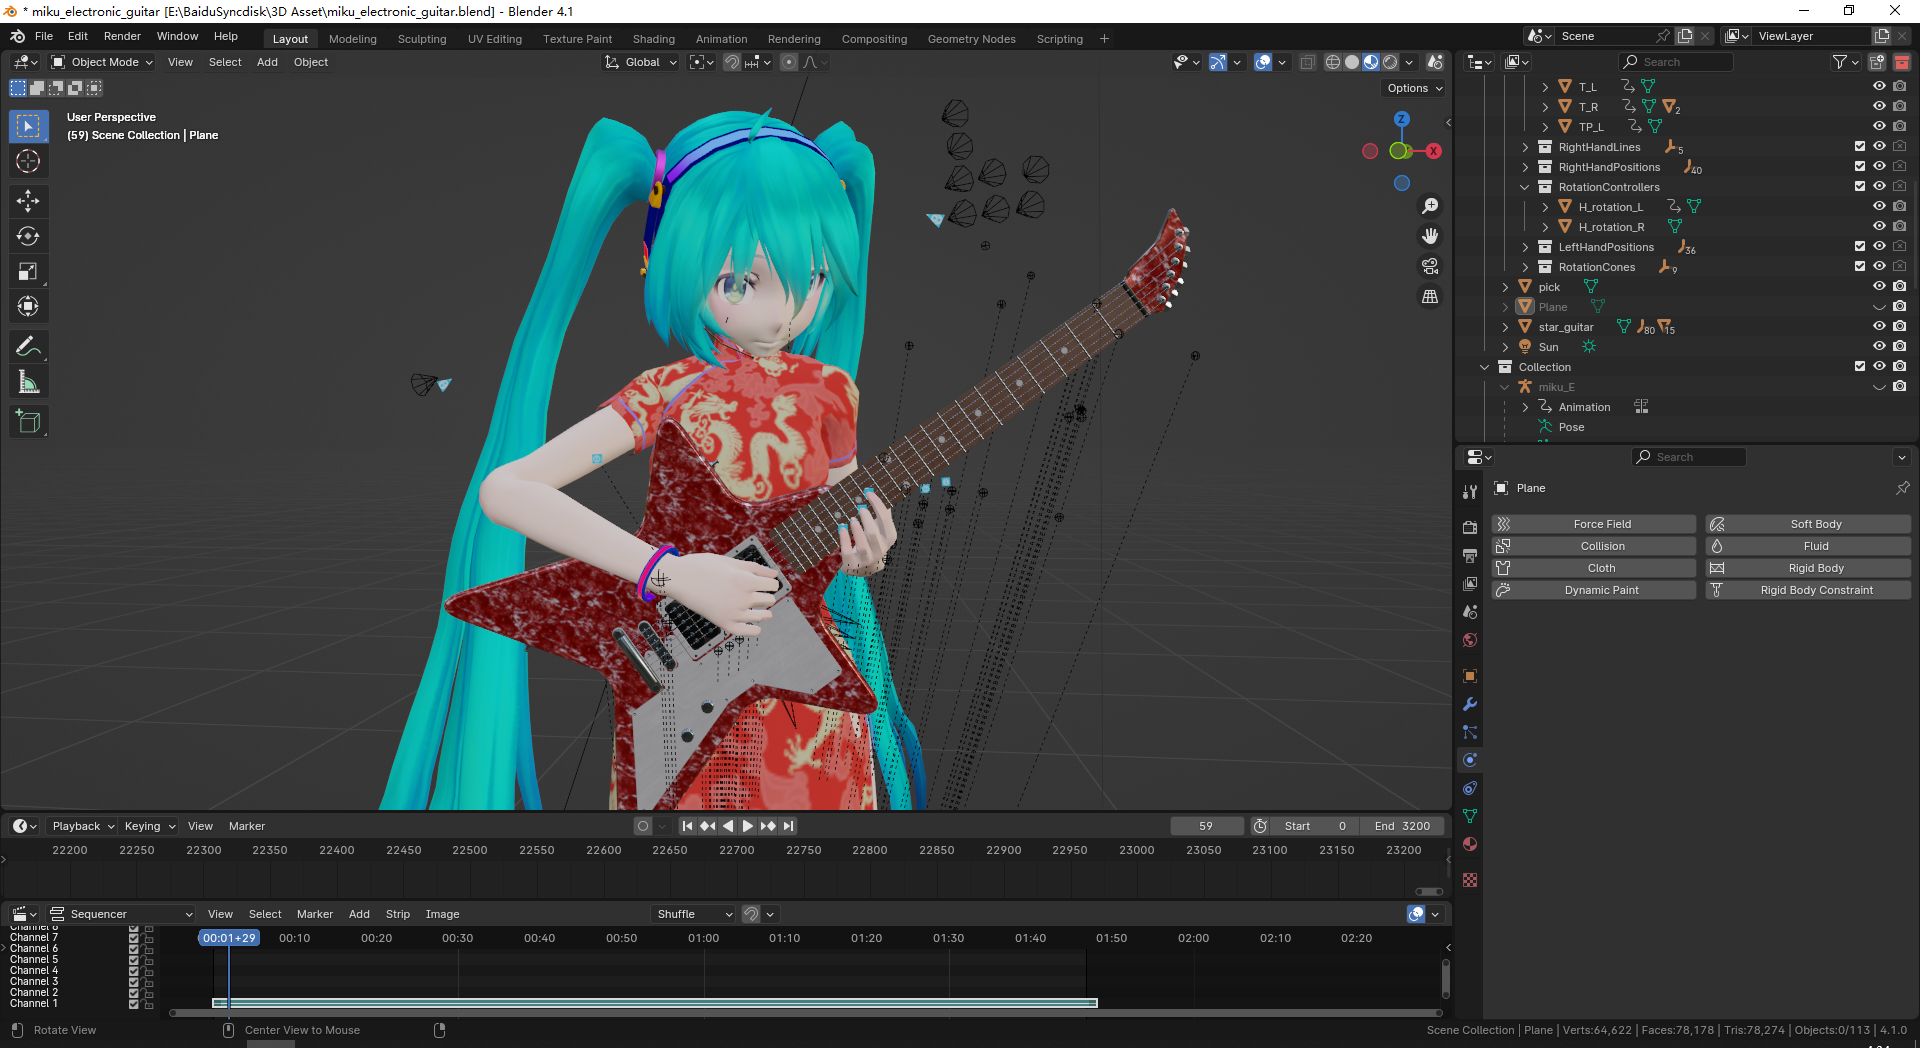 * miku_electronic_guitar [E:\BaiduSyncdisk\3D Asset\miku_electronic_guitar.blend] - Blender 4.1
File Edit Render Window Help Layout Modeling Sculpting UV Editing Texture Paint Shading Animation Rendering Compositing Geometry Nodes Scripting + Scene ViewLayer
Object Mode View Select Add Object Global Search
Options
User Perspective
(59) Scene Collection | Plane
Z
X
T_L
T_R 2
TP_L
RightHandLines 5
RightHandPositions 40
RotationControllers
H_rotation_L
H_rotation_R
LeftHandPositions 36
RotationCones 9
pick
Plane
star_guitar 80 15
Sun
Collection
miku_E
Animation
Pose
Search
Plane
Force Field Soft Body
Collision Fluid
Cloth Rigid Body
Dynamic Paint Rigid Body Constraint
Playback Keying View Marker 59 Start 0 End 3200
22200 22250 22300 22350 22400 22450 22500 22550 22600 22650 22700 22750 22800 22850 22900 22950 23000 23050 23100 23150 23200
Sequencer View Select Marker Add Strip Image Shuffle
00:01+29 00:10 00:20 00:30 00:40 00:50 01:00 01:10 01:20 01:30 01:40 01:50 02:00 02:10 02:20
Channel 7
Channel 6
Channel 5
Channel 4
Channel 3
Channel 2
Channel 1
Rotate View Center View to Mouse Scene Collection | Plane | Verts:64,622 | Faces:78,178 | Tris:78,274 | Objects:0/113 | 4.1.0